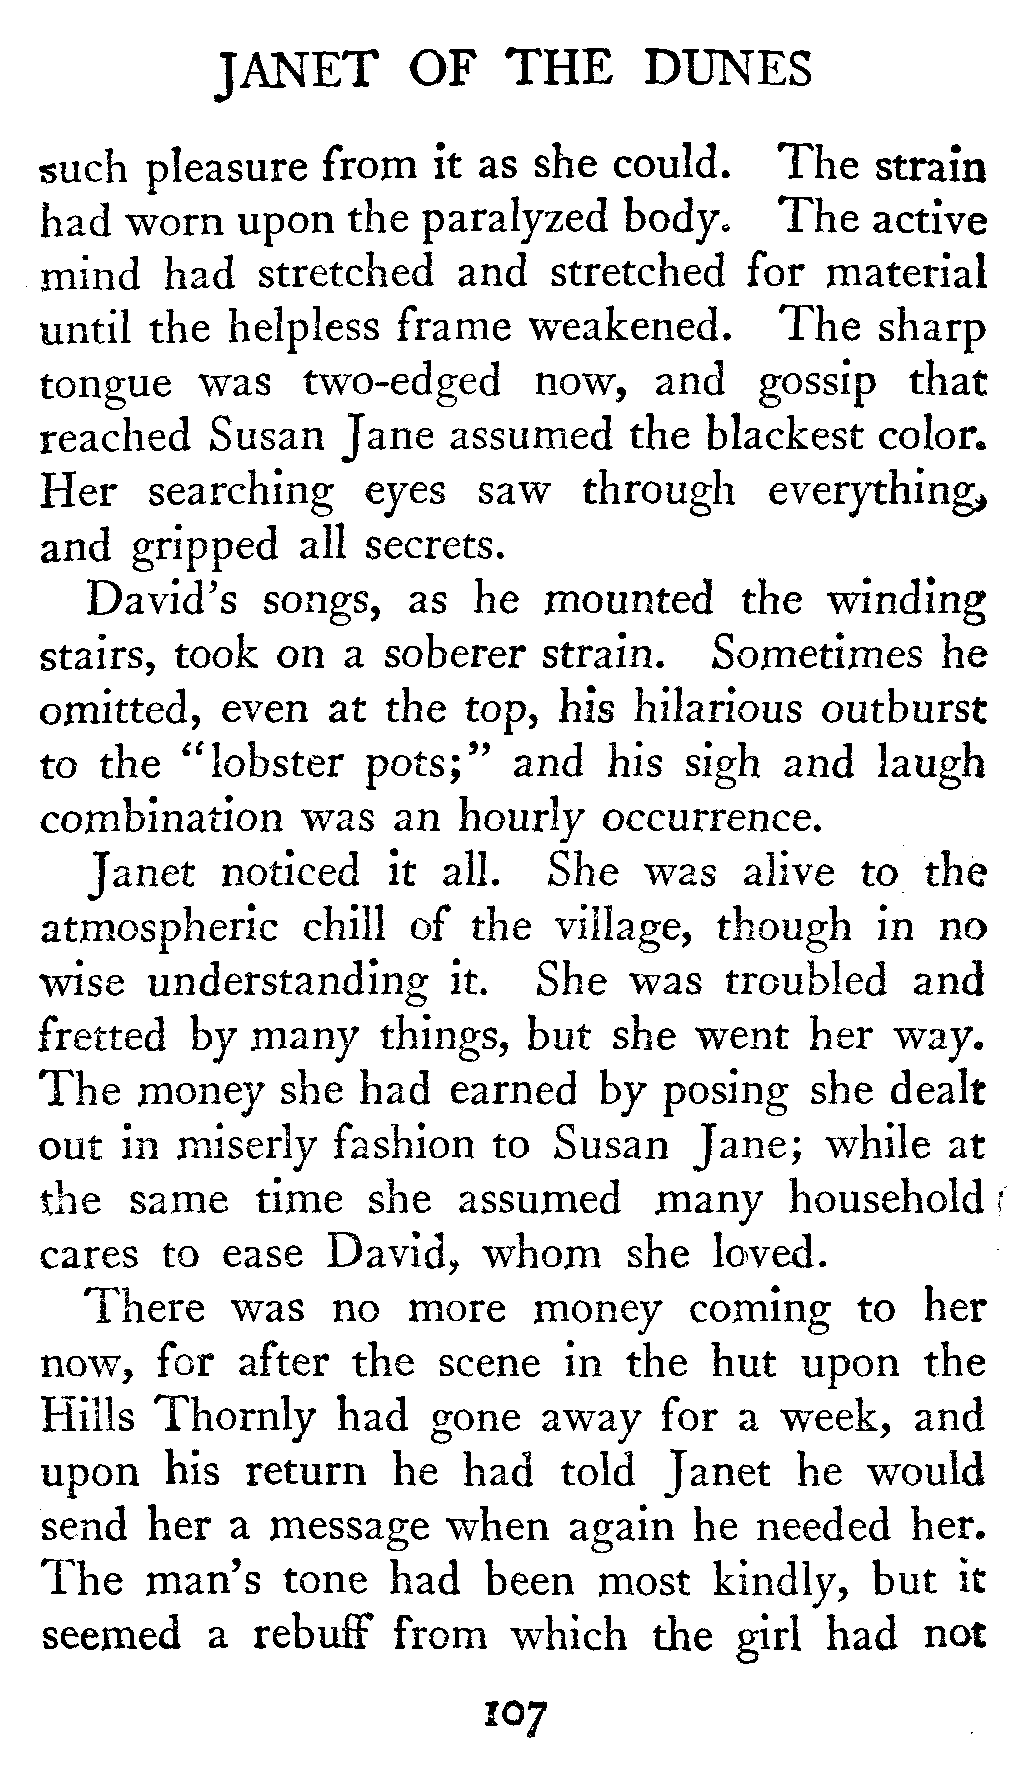 JANET OF THE DUNES
such pleasure from it as she could. The strain
had worn upon the paralyzed body. The active
mind had stretched and stretched for material
until the helpless frame weakened. The sharp
tongue was two-edged now, and gossip that
reached Susan Jane assumed the blackest color.
Her searching eyes saw through everything,
and gripped all secrets.
David's songs, as he mounted the winding
stairs, took on a soberer strain. Sometimes he
omitted, even at the top, his hilarious outburst
to the "lobster pots;" and his sigh and laugh
combination was an hourly occurrence.
Janet noticed it all. She was alive to the
atmospheric chill of the village, though in no
wise understanding it. She was troubled and
fretted by many things, but she went her way.
The money she had earned by posing she dealt
out in miserly fashion to Susan Jane; while at
the same time she assumed many household
cares to ease David, whom she loved.
There was no more money coming to her
now, for after the scene in the hut upon the
Hills Thornly had gone away for a week, and
upon his return he had told Janet he would
send her a message when again he needed her.
The man's tone had been most kindly, but it
seemed a rebuff from which the girl had not
107